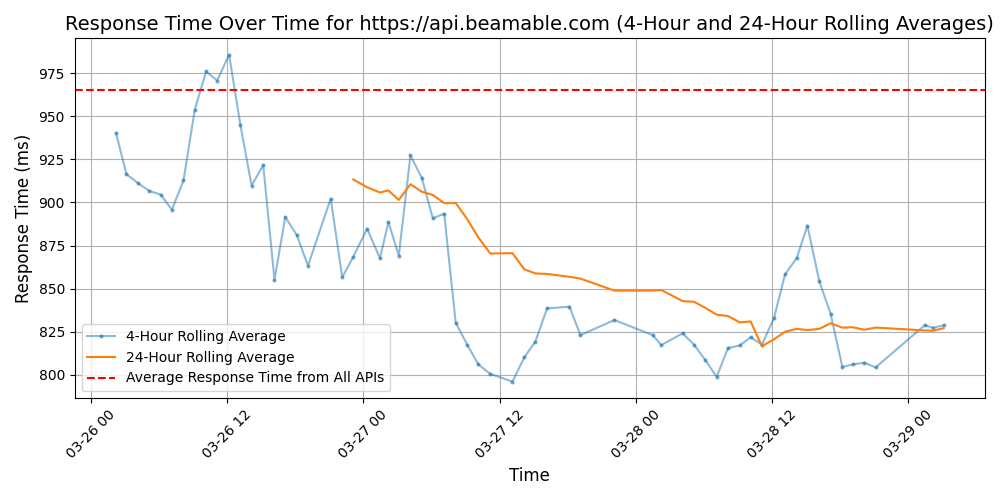 Response Time Over Time for https://api.beamable.com (4-Hour and 24-Hour Rolling Averages)
Response Time (ms)
975
950
925
900
875
850
825
800
4-Hour Rolling Average
24-Hour Rolling Average
Average Response Time from All APIs
03-26 00
03-26 12
03-27 00
03-27 12
03-28 00
03-28 12
03-29 00
Time